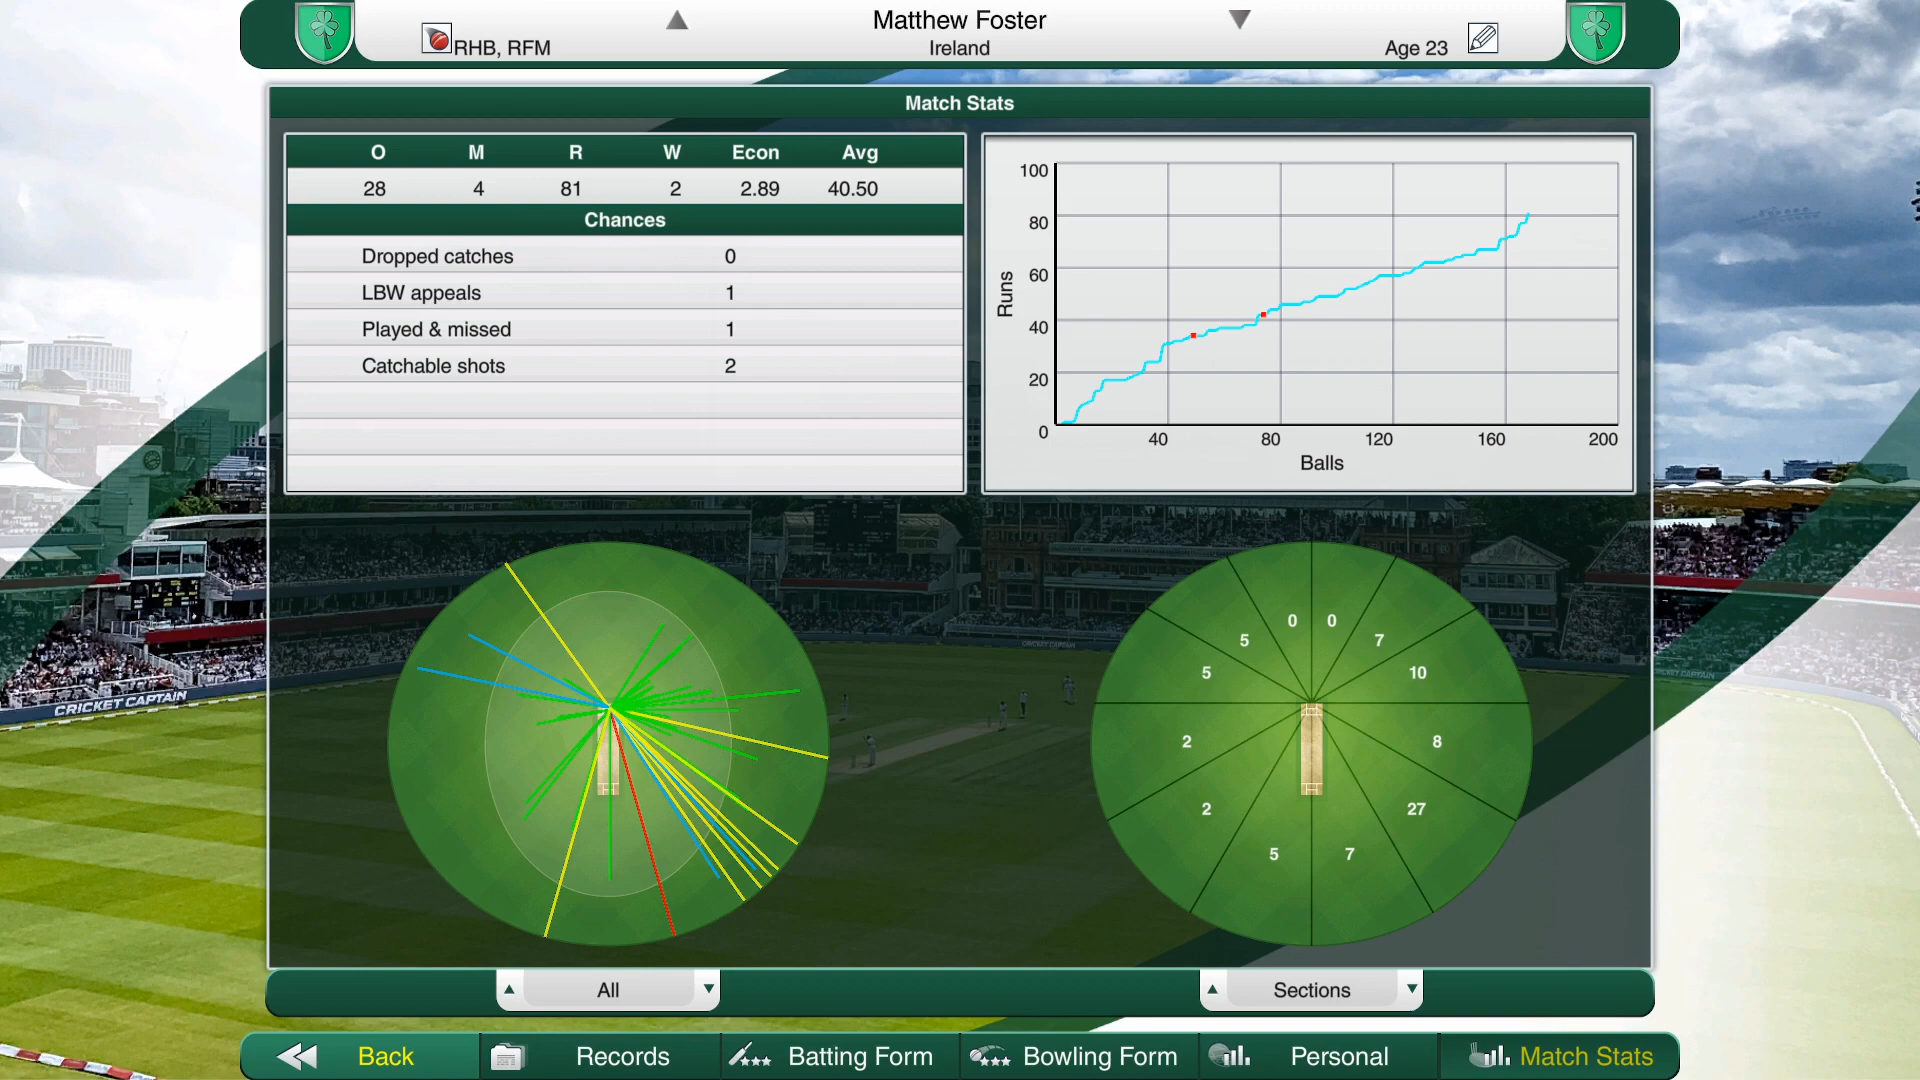 Matthew Foster
RHB, RFM
Ireland
Age 23
Match Stats
O M R W Econ Avg
28 4 81 2 2.89 40.50
Chances
Dropped catches 0
LBW appeals 1
Played & missed 1
Catchable shots 2
100
80
60
40
20
0
Runs
40 80 120 160 200
Balls
0 0
5 7
5 10
2 8
2 27
5 7
CRICKET CAPTAIN
CRICKET CAPTAIN
All
Sections
Back
Records
Batting Form
Bowling Form
Personal
Match Stats